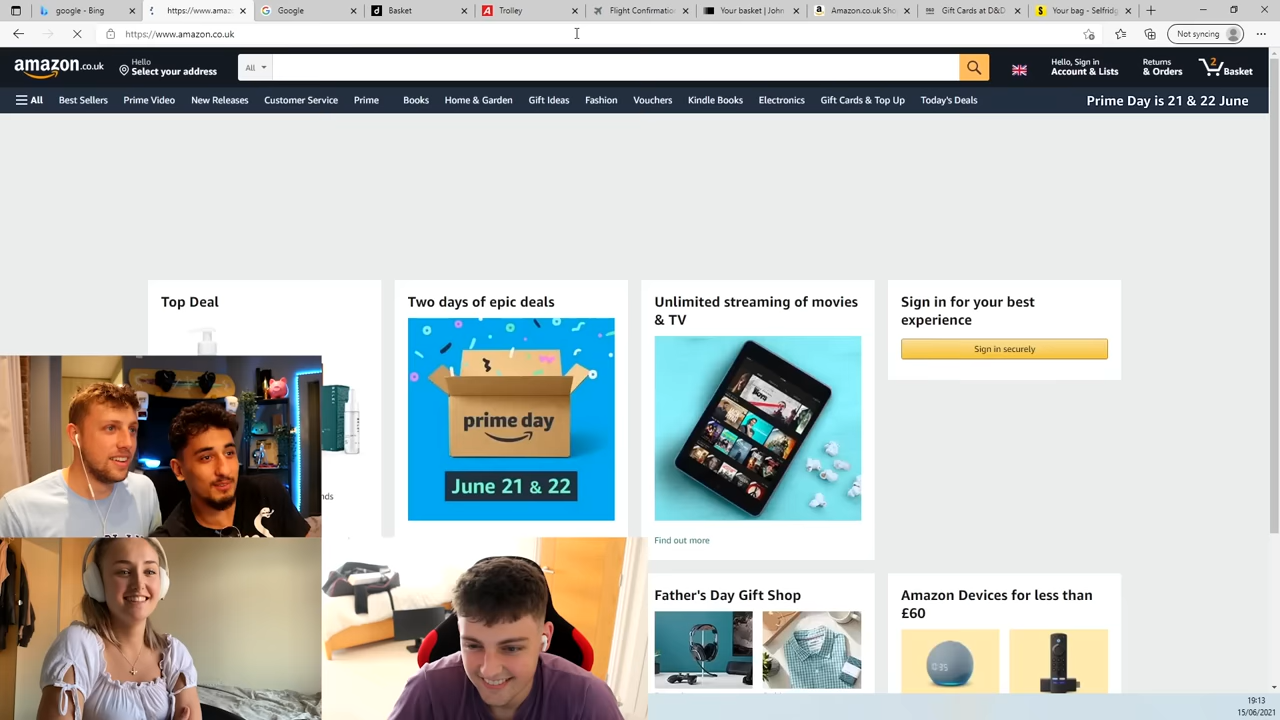 google - Bing
https://www.amaz
Google
Basket
Trolley
Flight Confirmation
Your basket | John
Amazon.co.uk Sho
Gift Cards at D&D
Your bag - Selfridg
https://www.amazon.co.uk
Not syncing
amazon.co.uk
Hello
Select your address
All
Hello, Sign in
Account & Lists
Returns
& Orders
2
Basket
All
Best Sellers
Prime Video
New Releases
Customer Service
Prime
Books
Home & Garden
Gift Ideas
Fashion
Vouchers
Kindle Books
Electronics
Gift Cards & Top Up
Today's Deals
Prime Day is 21 & 22 June
Top Deal
Two days of epic deals
Unlimited streaming of movies
& TV
Sign in for your best
experience
Sign in securely
prime day
June 21 & 22
nds
Find out more
Father's Day Gift Shop
Amazon Devices for less than
£60
19:13
15/06/2021